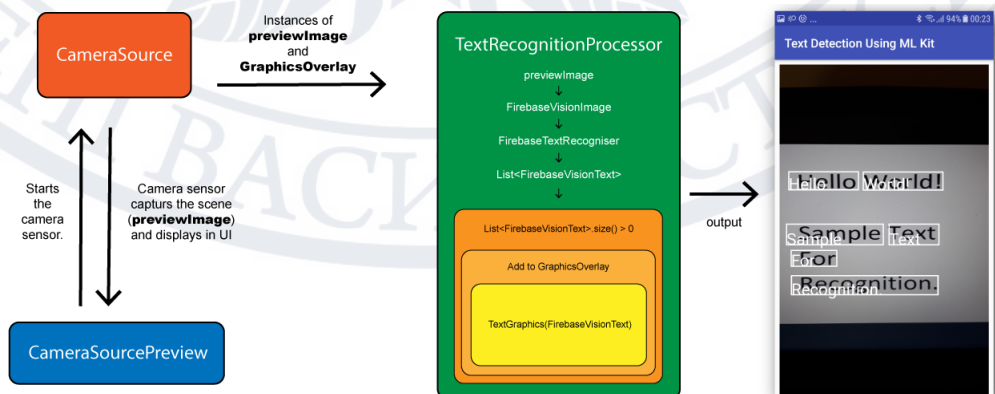 CameraSource
Instances of
previewImage
and
GraphicsOverlay
Starts
the
camera
sensor.
Camera sensor
capturs the scene
(previewImage)
and displays in UI
CameraSourcePreview
TextRecognitionProcessor
previewImage
↓
FirebaseVisionImage
↓
FirebaseTextRecogniser
↓
List<FirebaseVisionText>
↓
List<FirebaseVisionText>.size() > 0
Add to GraphicsOverlay
TextGraphics(FirebaseVisionText)
output
94% 00:23
Text Detection Using ML Kit
Hello World!
Hello World!
Sample Text
Sample Text
For
For
Recognition.
Recognition.
ВАСИ